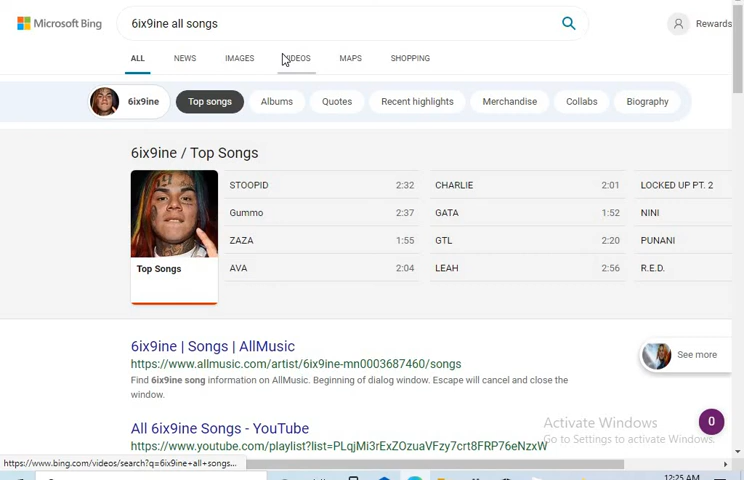 Microsoft Bing
6ix9ine all songs
Rewards
ALL NEWS IMAGES VIDEOS MAPS SHOPPING
6ix9ine Top songs Albums Quotes Recent highlights Merchandise Collabs Biography
6ix9ine / Top Songs
STOOPID 2:32 CHARLIE 2:01 LOCKED UP PT. 2
Gummo 2:37 GATA 1:52 NINI
ZAZA 1:55 GTL 2:20 PUNANI
AVA 2:04 LEAH 2:56 R.E.D.
Top Songs
6ix9ine | Songs | AllMusic
https://www.allmusic.com/artist/6ix9ine-mn0003687460/songs
Find 6ix9ine song information on AllMusic. Beginning of dialog window. Escape will cancel and close the
window.
See more
All 6ix9ine Songs - YouTube
https://www.youtube.com/playlist?list=PLqjMi3rExZOzuaVFzy7crt8FRP76eNzxW
0
Activate Windows
Go to Settings to activate Windows.
https://www.bing.com/videos/search?q=6ix9ine+all+songs...
12:25 AM